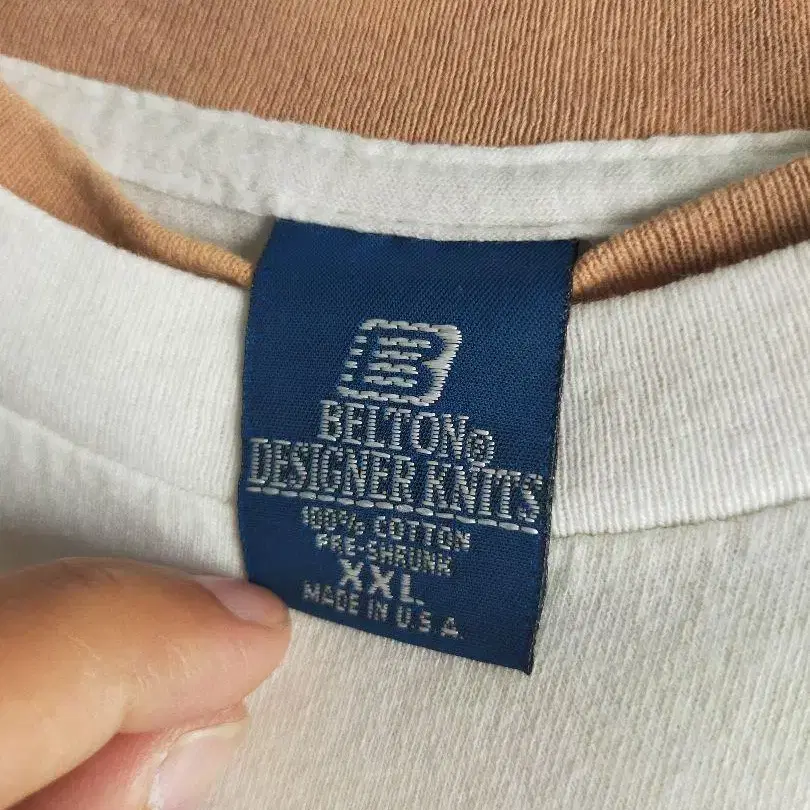 B
BELTON®
DESIGNER KNITS
100% COTTON
PRE-SHRUNK
XXL
MADE IN U.S.A.